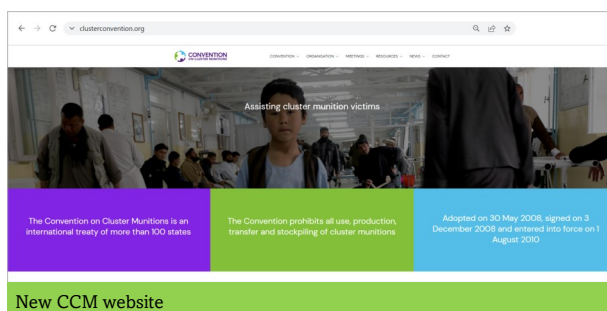 clusterconvention.org
CONVENTION
ON CLUSTER MUNITIONS
CONVENTION
ORGANISATION
MEETINGS
RESOURCES
NEWS
CONTACT
Assisting cluster munition victims
The Convention on Cluster Munitions is an
international treaty of more than 100 states
The Convention prohibits all use, production,
transfer and stockpiling of cluster munitions
Adopted on 30 May 2008, signed on 3
December 2008 and entered into force on 1
August 2010
New CCM website